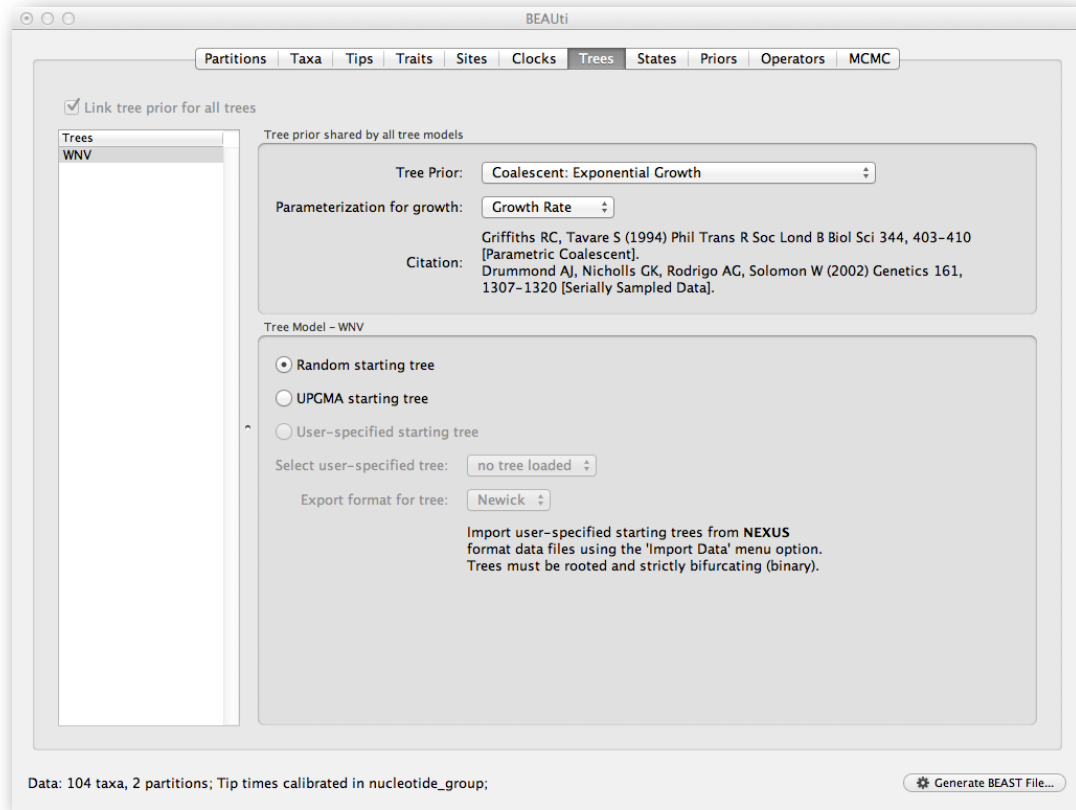 BEAUti
Partitions Taxa Tips Traits Sites Clocks Trees States Priors Operators MCMC
Link tree prior for all trees
Trees
WNV
Tree prior shared by all tree models
Tree Prior: Coalescent: Exponential Growth
Parameterization for growth: Growth Rate
Citation:
Griffiths RC, Tavare S (1994) Phil Trans R Soc Lond B Biol Sci 344, 403-410
[Parametric Coalescent].
Drummond AJ, Nicholls GK, Rodrigo AG, Solomon W (2002) Genetics 161,
1307-1320 [Serially Sampled Data].
Tree Model - WNV
Random starting tree
UPGMA starting tree
User-specified starting tree
Select user-specified tree: no tree loaded
Export format for tree: Newick
Import user-specified starting trees from NEXUS
format data files using the 'Import Data' menu option.
Trees must be rooted and strictly bifurcating (binary).
Data: 104 taxa, 2 partitions; Tip times calibrated in nucleotide_group;
Generate BEAST File...